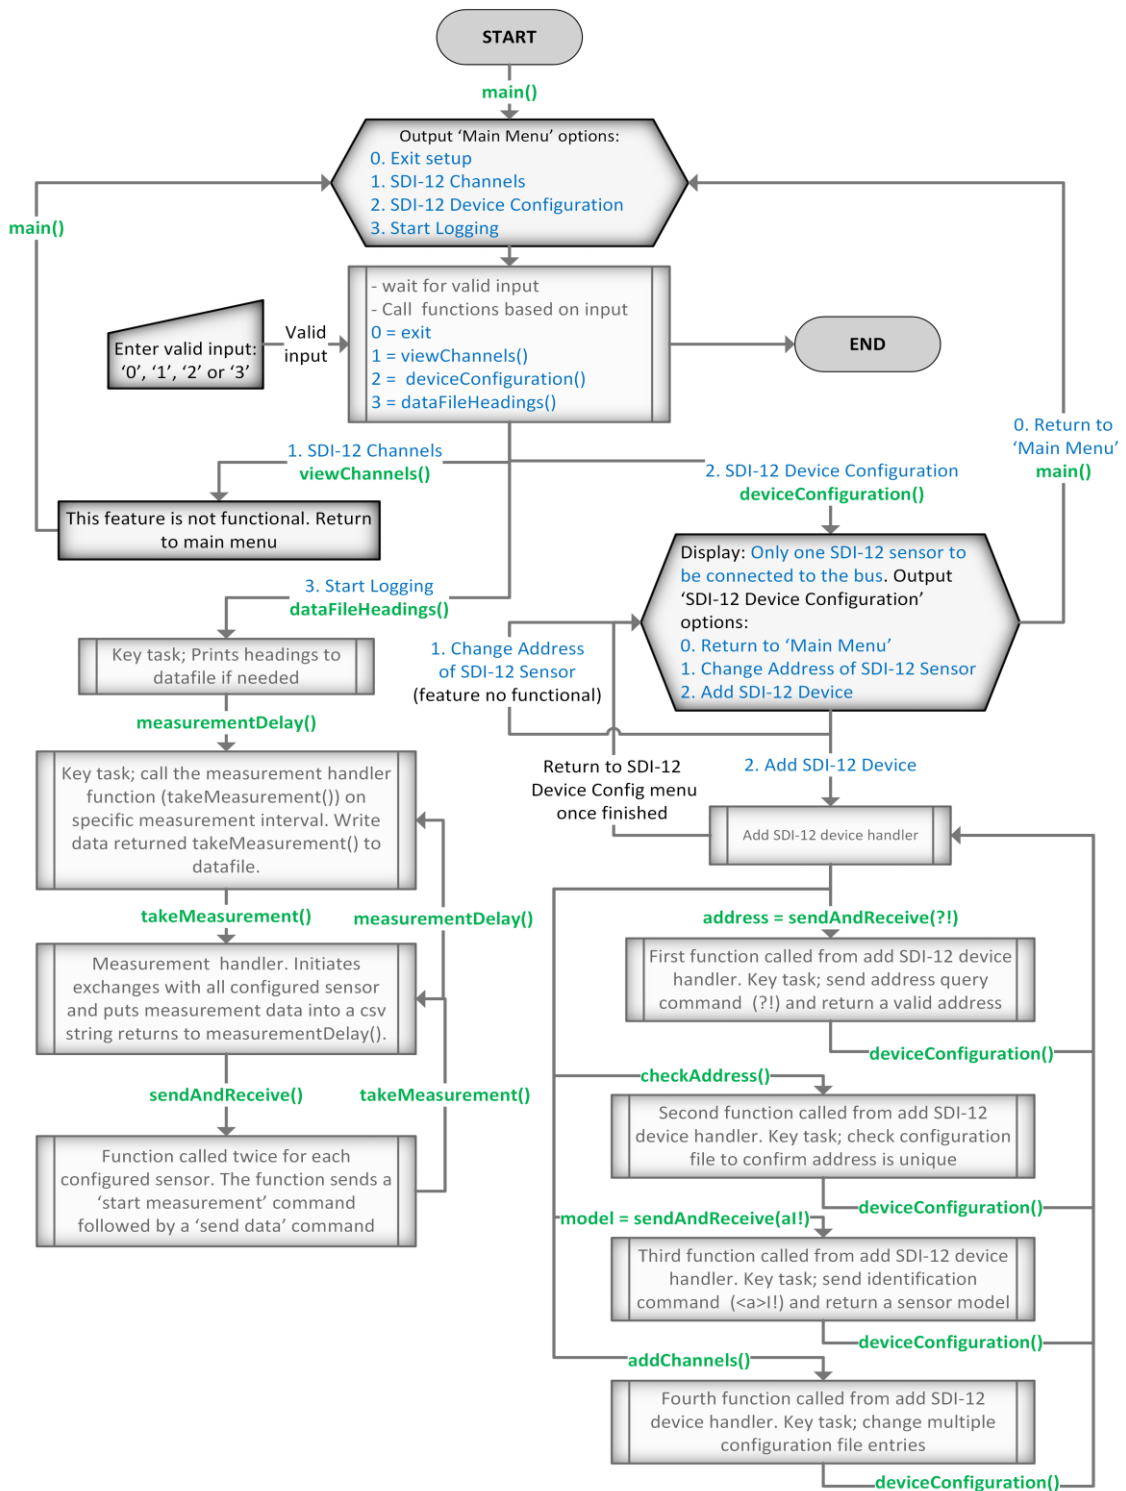 START
main()
Output ‘Main Menu’ options:
0. Exit setup
1. SDI-12 Channels
2. SDI-12 Device Configuration
3. Start Logging
main()
- wait for valid input
- Call  functions based on input
0 = exit
1 = viewChannels()
2 =  deviceConfiguration()
3 = dataFileHeadings()
Enter valid input:
‘0’, ‘1’, ‘2’ or ‘3’
Valid
input
END
0. Return to
‘Main Menu’
main()
1. SDI-12 Channels
viewChannels()
2. SDI-12 Device Configuration
deviceConfiguration()
This feature is not functional. Return
to main menu
Display: Only one SDI-12 sensor to
be connected to the bus. Output
‘SDI-12 Device Configuration’
options:
0. Return to ‘Main Menu’
1. Change Address of SDI-12 Sensor
2. Add SDI-12 Device
3. Start Logging
dataFileHeadings()
Key task; Prints headings to
datafile if needed
1. Change Address
of SDI-12 Sensor
(feature no functional)
measurementDelay()
Key task; call the measurement handler
function (takeMeasurement()) on
specific measurement interval. Write
data returned takeMeasurement() to
datafile.
Return to SDI-12
Device Config menu
once finished
2. Add SDI-12 Device
Add SDI-12 device handler
takeMeasurement()
measurementDelay()
address = sendAndReceive(?!)
Measurement  handler. Initiates
exchanges with all configured sensor
and puts measurement data into a csv
string returns to measurementDelay().
First function called from add SDI-12 device
handler. Key task; send address query
command  (?!) and return a valid address
deviceConfiguration()
sendAndReceive()
takeMeasurement()
checkAddress()
Function called twice for each
configured sensor. The function sends a
‘start measurement’ command
followed by a ‘send data’ command
Second function called from add SDI-12
device handler. Key task; check configuration
file to confirm address is unique
deviceConfiguration()
model = sendAndReceive(aI!)
Third function called from add SDI-12 device
handler. Key task; send identification
command  (<a>I!) and return a sensor model
deviceConfiguration()
addChannels()
Fourth function called from add SDI-12
device handler. Key task; change multiple
configuration file entries
deviceConfiguration()